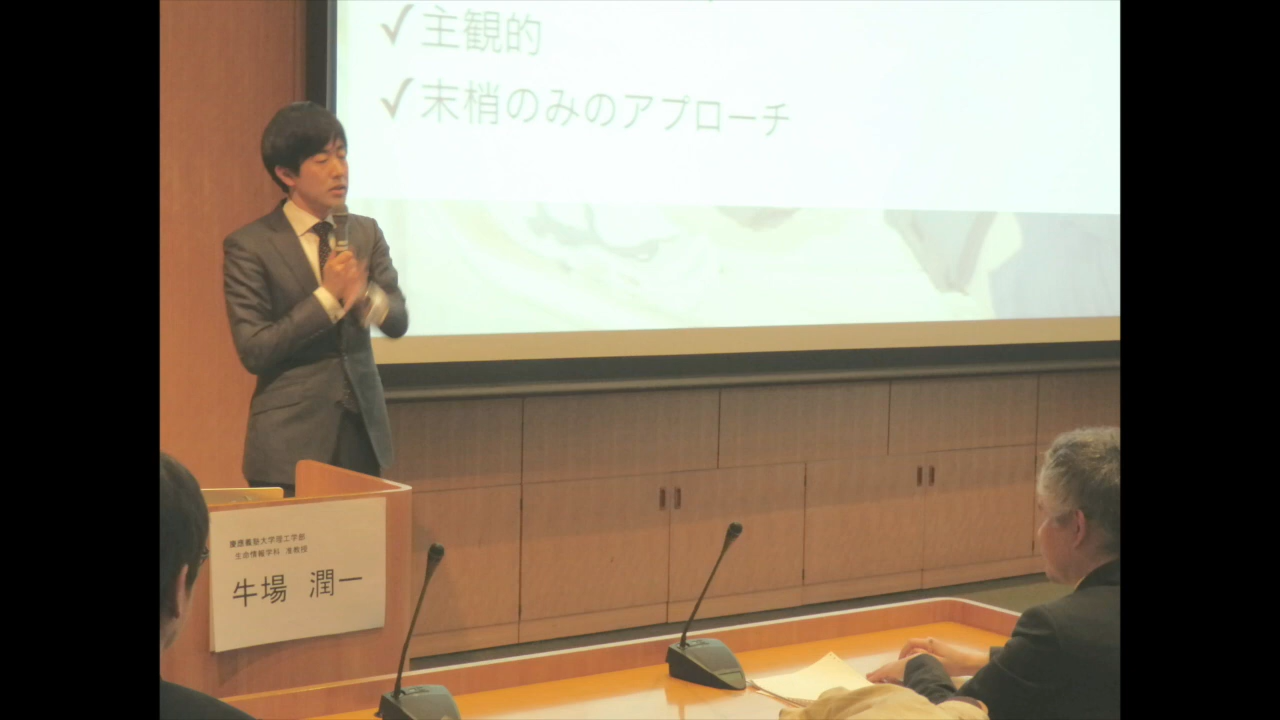 ✓主観的
✓末梢のみのアプローチ
慶應義塾大学理工学部
生命情報学科 准教授
牛場 潤一